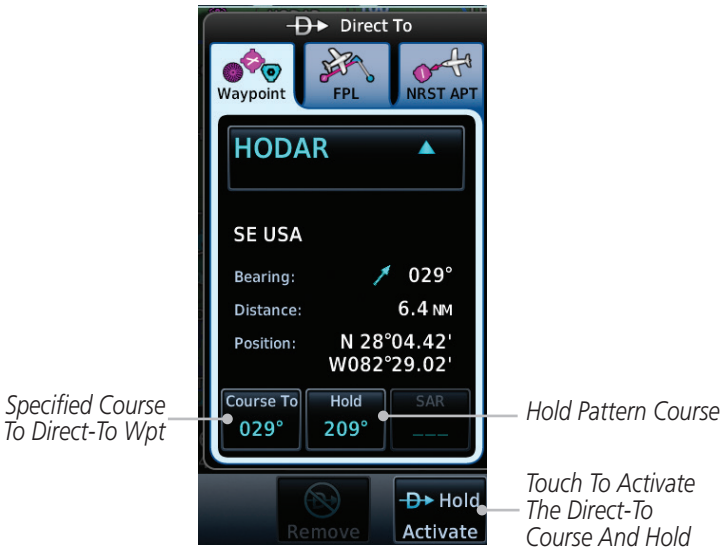 Direct To
Waypoint
FPL
NRST APT
HODAR
SE USA
Bearing: 029°
Distance: 6.4 NM
Position: N 28°04.42'
W082°29.02'
Specified Course
To Direct-To Wpt
Course To
029°
Hold
209°
SAR
___
Hold Pattern Course
Remove
Hold
Activate
Touch To Activate
The Direct-To
Course And Hold